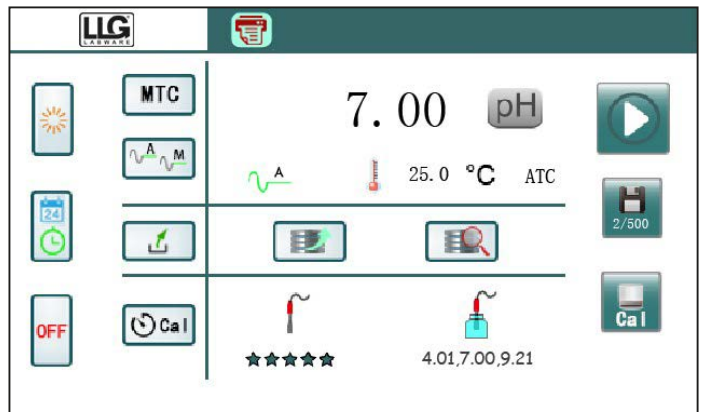 LLG
LABWARE
MTC
7.00 pH
A M
A
25.0 °C ATC
24
2/500
OFF
Cal
Cal
4.01,7.00,9.21